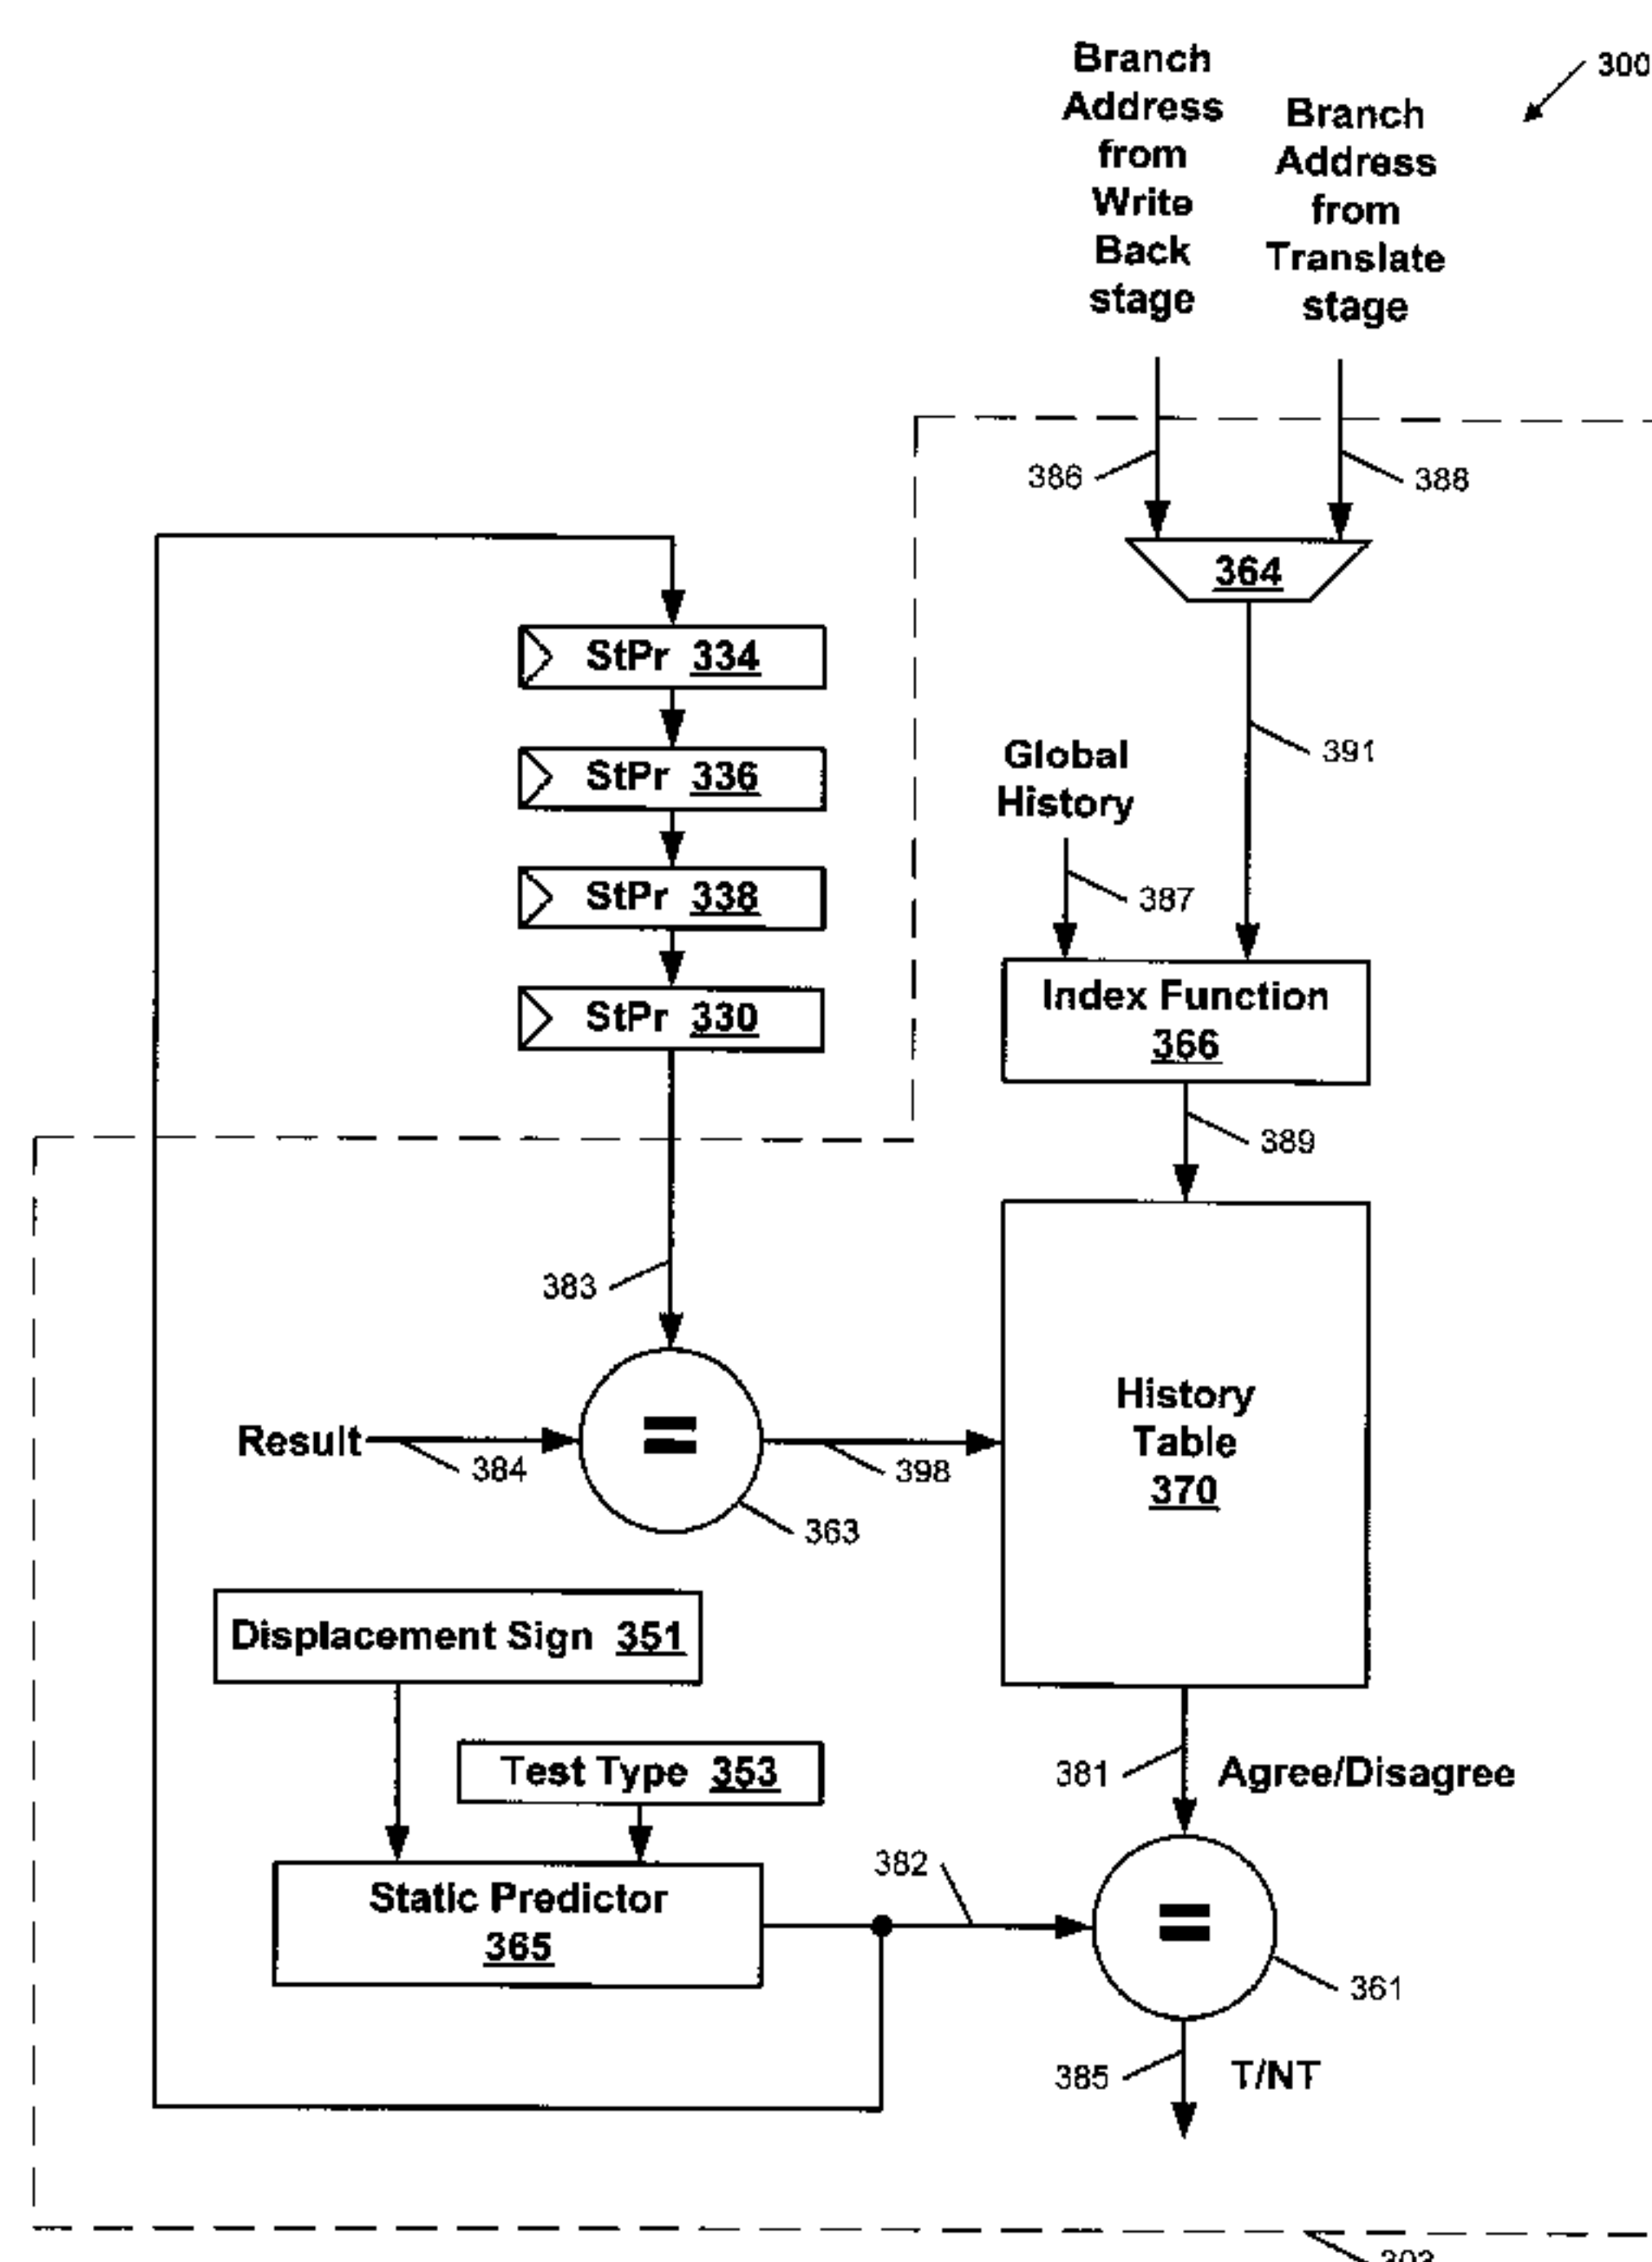 300
Branch
Address
from
Write
Back
stage
Branch
Address
from
Translate
stage
386
388
364
StPr 334
391
Global
History
StPr 336
387
StPr 338
Index Function
366
StPr 330
389
383
History
Table
370
Result
384
398
363
Displacement Sign 351
Test Type 353
381
Agree/Disagree
382
Static Predictor
365
361
385
T/NT